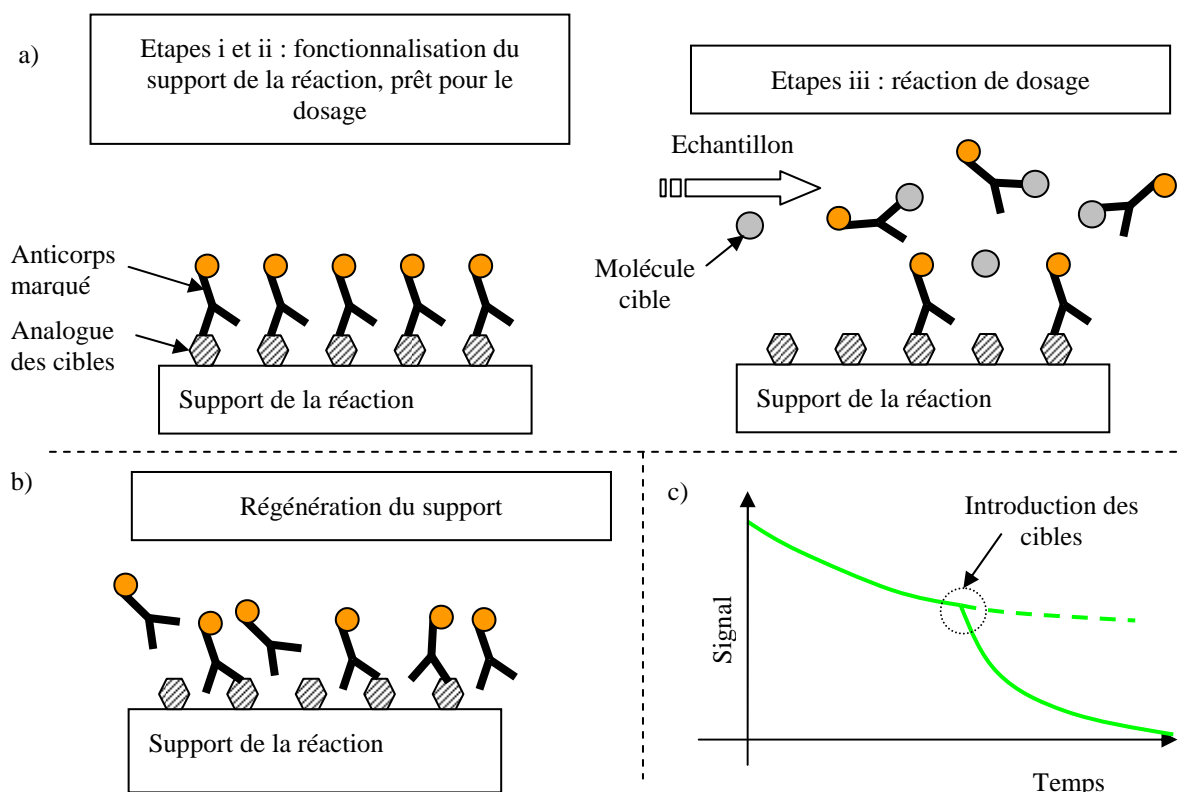 a)
Etapes i et ii : fonctionnalisation du
support de la réaction, prêt pour le
dosage
Etapes iii : réaction de dosage
Echantillon
Anticorps
marqué
Analogue
des cibles
Molécule
cible
Support de la réaction
Support de la réaction
b)
Régénération du support
Support de la réaction
c)
Introduction des
cibles
Signal
Temps